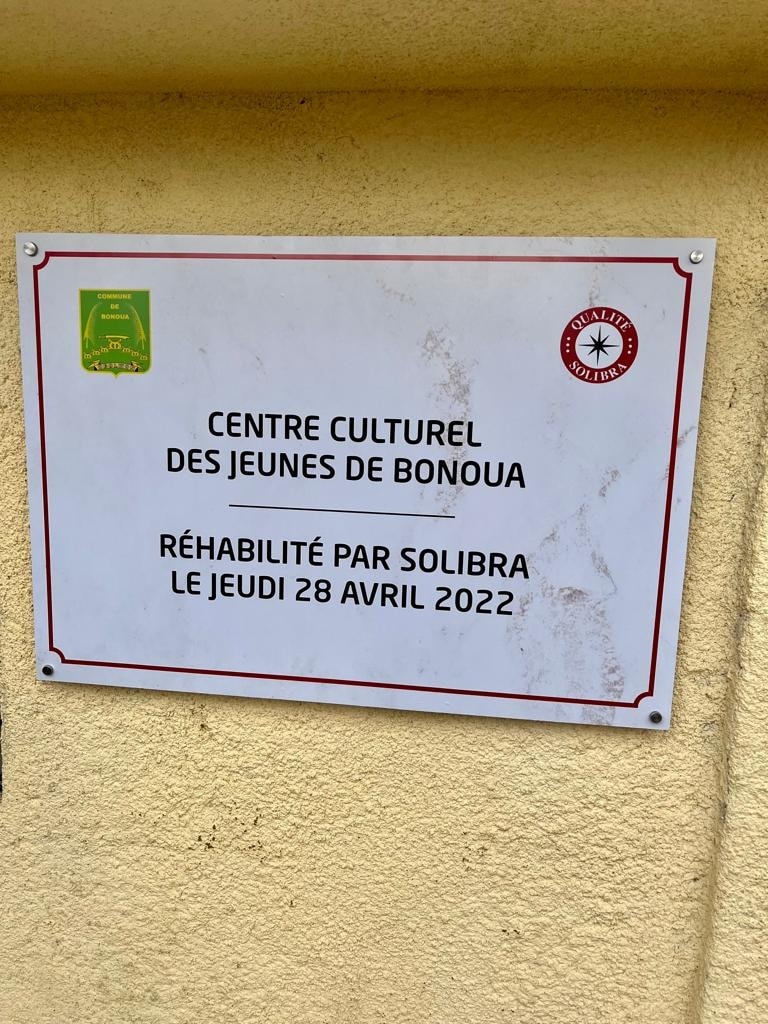 COMMUNE
DE
BONOUA
QUALITÉ
SOLIBRA
CENTRE CULTUREL
DES JEUNES DE BONOUA
RÉHABILITÉ PAR SOLIBRA
LE JEUDI 28 AVRIL 2022